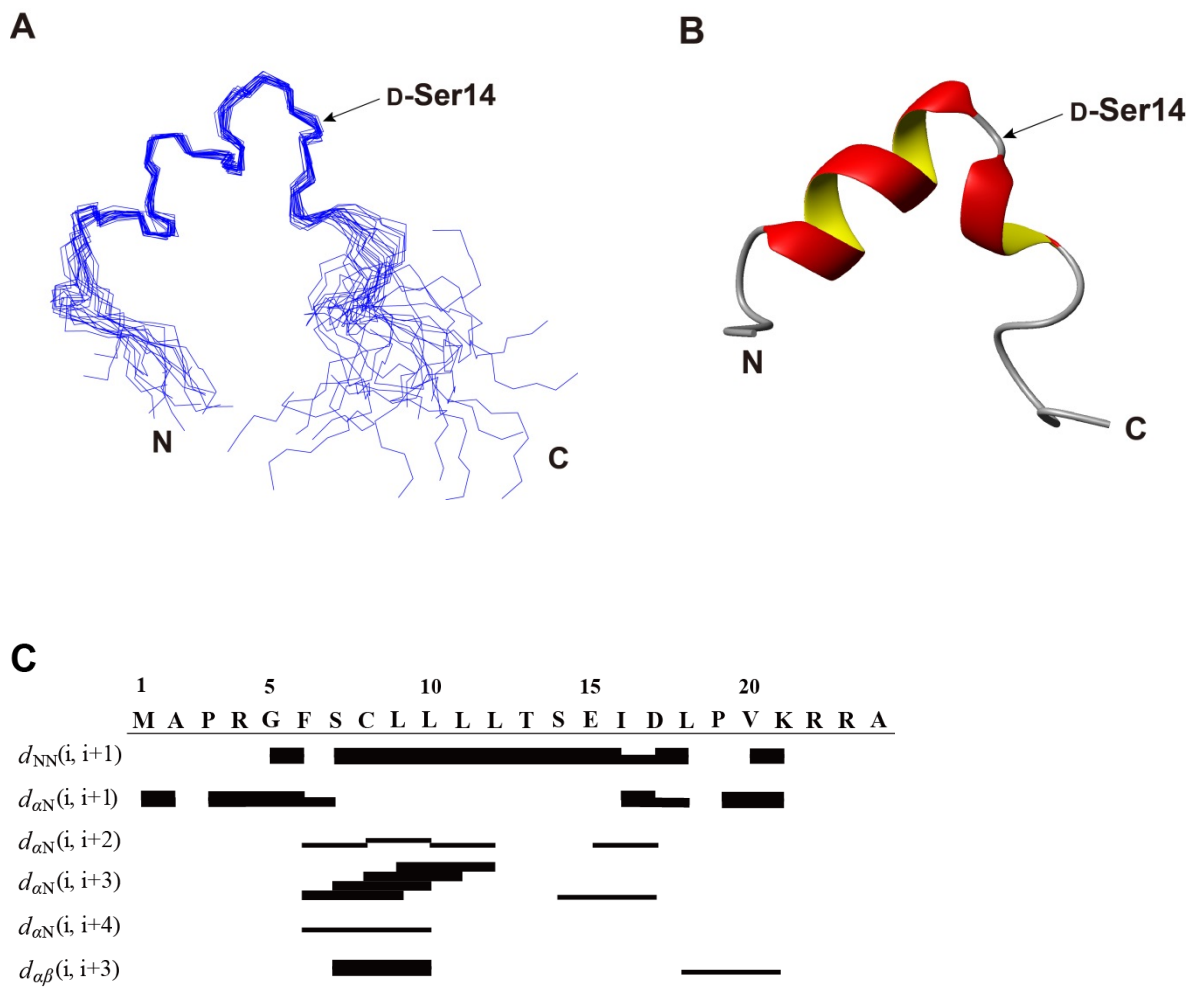 A
B
D-Ser14
D-Ser14
N
C
N
C
C
1 5 10 15 20
M A P R G F S C L L L L T S E I D L P V K R R A
dNN(i, i+1)
dαN(i, i+1)
dαN(i, i+2)
dαN(i, i+3)
dαN(i, i+4)
dαβ(i, i+3)